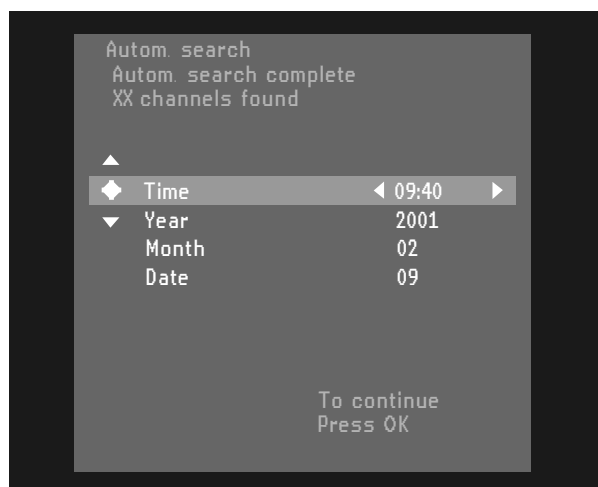 Autom. search
Autom. search complete
XX channels found
Time 09:40
Year 2001
Month 02
Date 09
To continue
Press OK